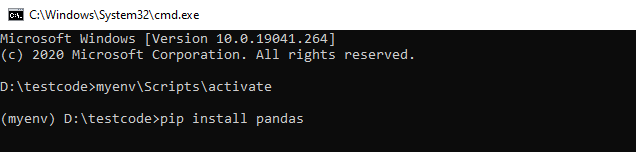 C:\Windows\System32\cmd.exe
Microsoft Windows [Version 10.0.19041.264]
(c) 2020 Microsoft Corporation. All rights reserved.
D:\testcode>myenv\Scripts\activate
(myenv) D:\testcode>pip install pandas